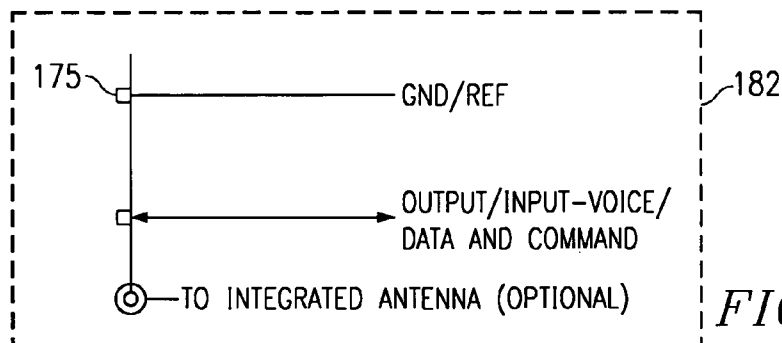 175
GND/REF
182
OUTPUT/INPUT-VOICE/
DATA AND COMMAND
TO INTEGRATED ANTENNA (OPTIONAL)